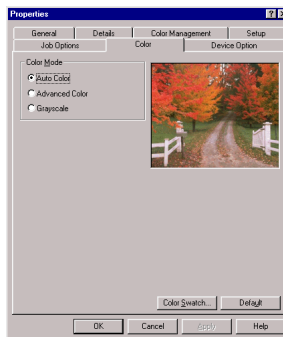 Properties
General Details Color Management Setup
Job Options Color Device Option
Color Mode
Auto Color
Advanced Color
Grayscale
Color Swatch... Default
OK Cancel Apply Help